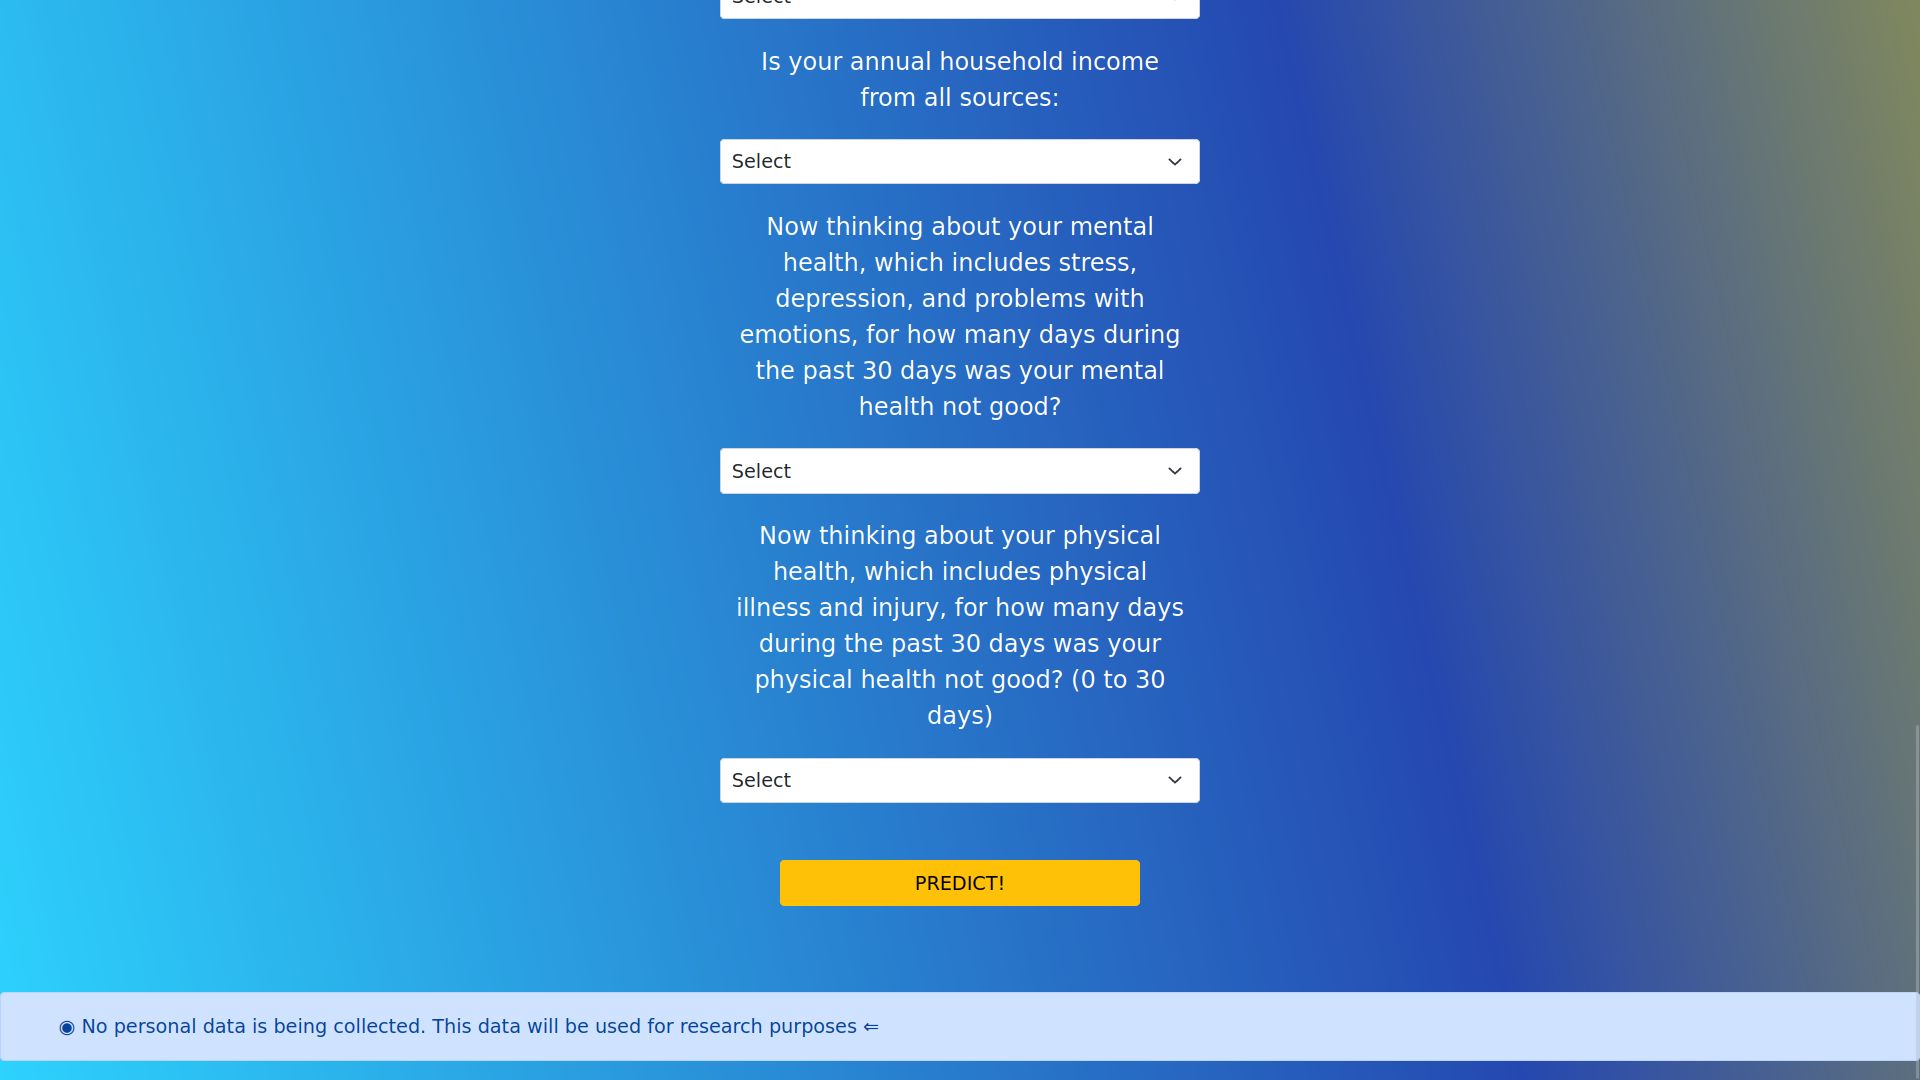 Is your annual household income
from all sources:
Select
Now thinking about your mental
health, which includes stress,
depression, and problems with
emotions, for how many days during
the past 30 days was your mental
health not good?
Select
Now thinking about your physical
health, which includes physical
illness and injury, for how many days
during the past 30 days was your
physical health not good? (0 to 30
days)
Select
PREDICT!
◉ No personal data is being collected. This data will be used for research purposes ⇐